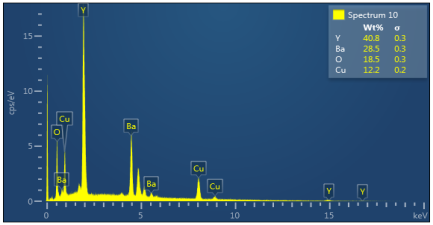 Spectrum 10
Wt% σ
Y 40.8 0.3
Ba 28.5 0.3
O 18.5 0.3
Cu 12.2 0.2
Y
15
10
cps/eV
Cu
O
Ba
5
Ba
Ba
Cu
Cu
Y
Y
0
0 5 10 15 keV